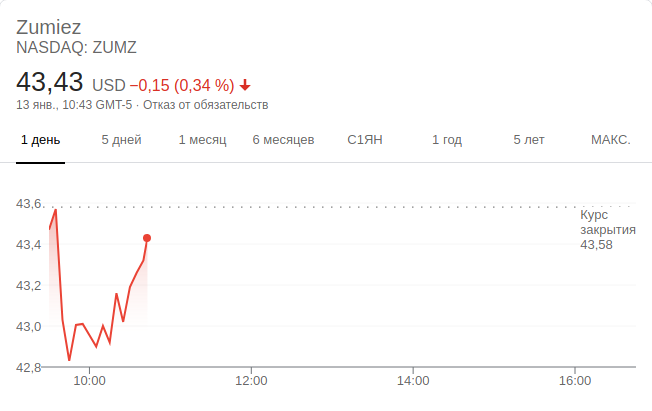 Zumiez
NASDAQ: ZUMZ
43,43 USD −0,15 (0,34 %)
13 янв., 10:43 GMT-5 · Отказ от обязательств
1 день 5 дней 1 месяц 6 месяцев С1ЯН 1 год 5 лет МАКС.
43,6
Курс
закрытия
43,58
43,4
43,2
43,0
42,8
10:00 12:00 14:00 16:00